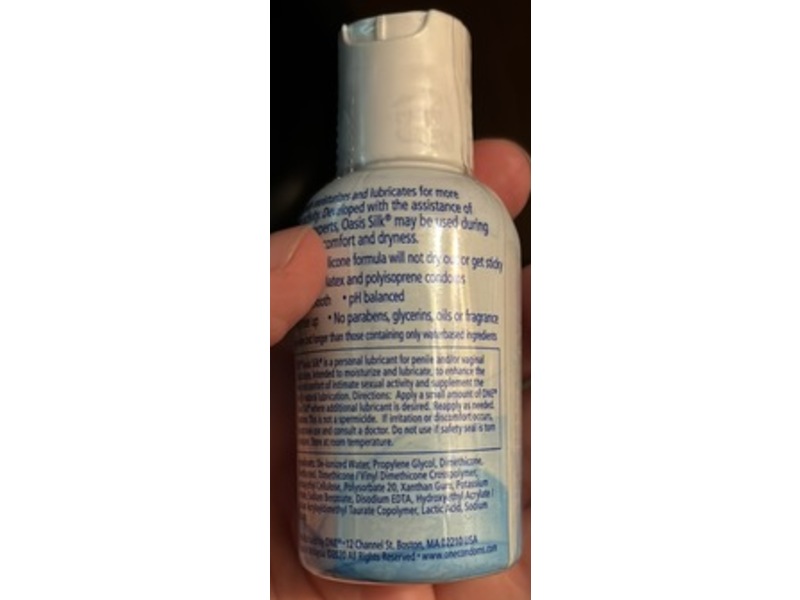 moisturizes and lubricates for more
Developed with the assistance of
experts, Oasis Silk® may be used during
comfort and dryness.
silicone formula will not dry out or get sticky
latex and polyisoprene condoms
• pH balanced
up • No parabens, glycerins, oils or fragrance
and longer than those containing only waterbased ingredients
Silk® is a personal lubricant for penile and/or vaginal
intended to moisturize and lubricate, to enhance the
comfort of intimate sexual activity and supplement the
natural lubrication. Directions: Apply a small amount of ONE®
where additional lubricant is desired. Reapply as needed.
This is not a spermicide. If irritation or discomfort occurs,
use and consult a doctor. Do not use if safety seal is torn
Store at room temperature.
De-ionized Water, Propylene Glycol, Dimethicone,
Dimethicone / Vinyl Dimethicone Crosspolymer,
Cellulose, Polysorbate 20, Xanthan Gum, Potassium
Sodium Benzoate, Disodium EDTA, Hydroxyethyl Acrylate /
Acryloyldimethyl Taurate Copolymer, Lactic Acid, Sodium
by ONE® • 12 Channel St. Boston, MA 02210 USA
©2020 All Rights Reserved • www.onecondoms.com